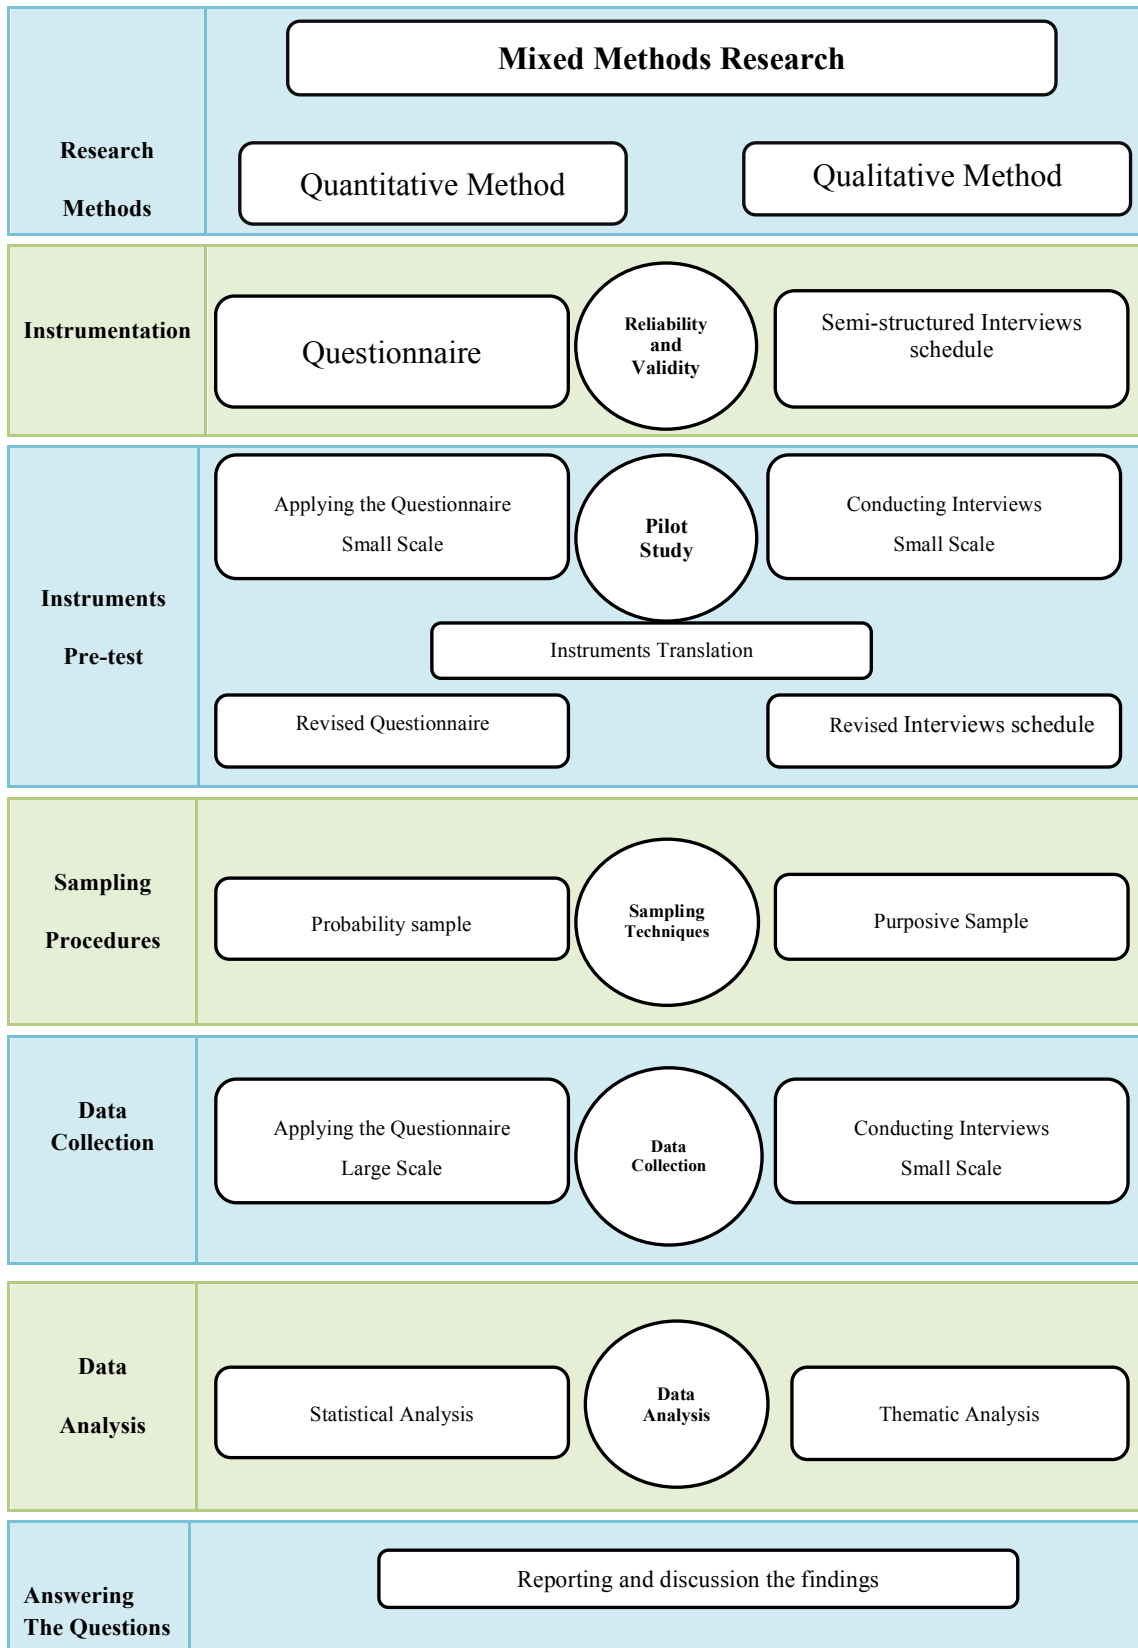 Mixed Methods Research
Research
Methods
Quantitative Method
Qualitative Method
Instrumentation
Questionnaire
Reliability
and
Validity
Semi-structured Interviews
schedule
Instruments
Pre-test
Applying the Questionnaire
Small Scale
Pilot
Study
Conducting Interviews
Small Scale
Instruments Translation
Revised Questionnaire
Revised Interviews schedule
Sampling
Procedures
Probability sample
Sampling
Techniques
Purposive Sample
Data
Collection
Applying the Questionnaire
Large Scale
Data
Collection
Conducting Interviews
Small Scale
Data
Analysis
Statistical Analysis
Data
Analysis
Thematic Analysis
Answering
The Questions
Reporting and discussion the findings